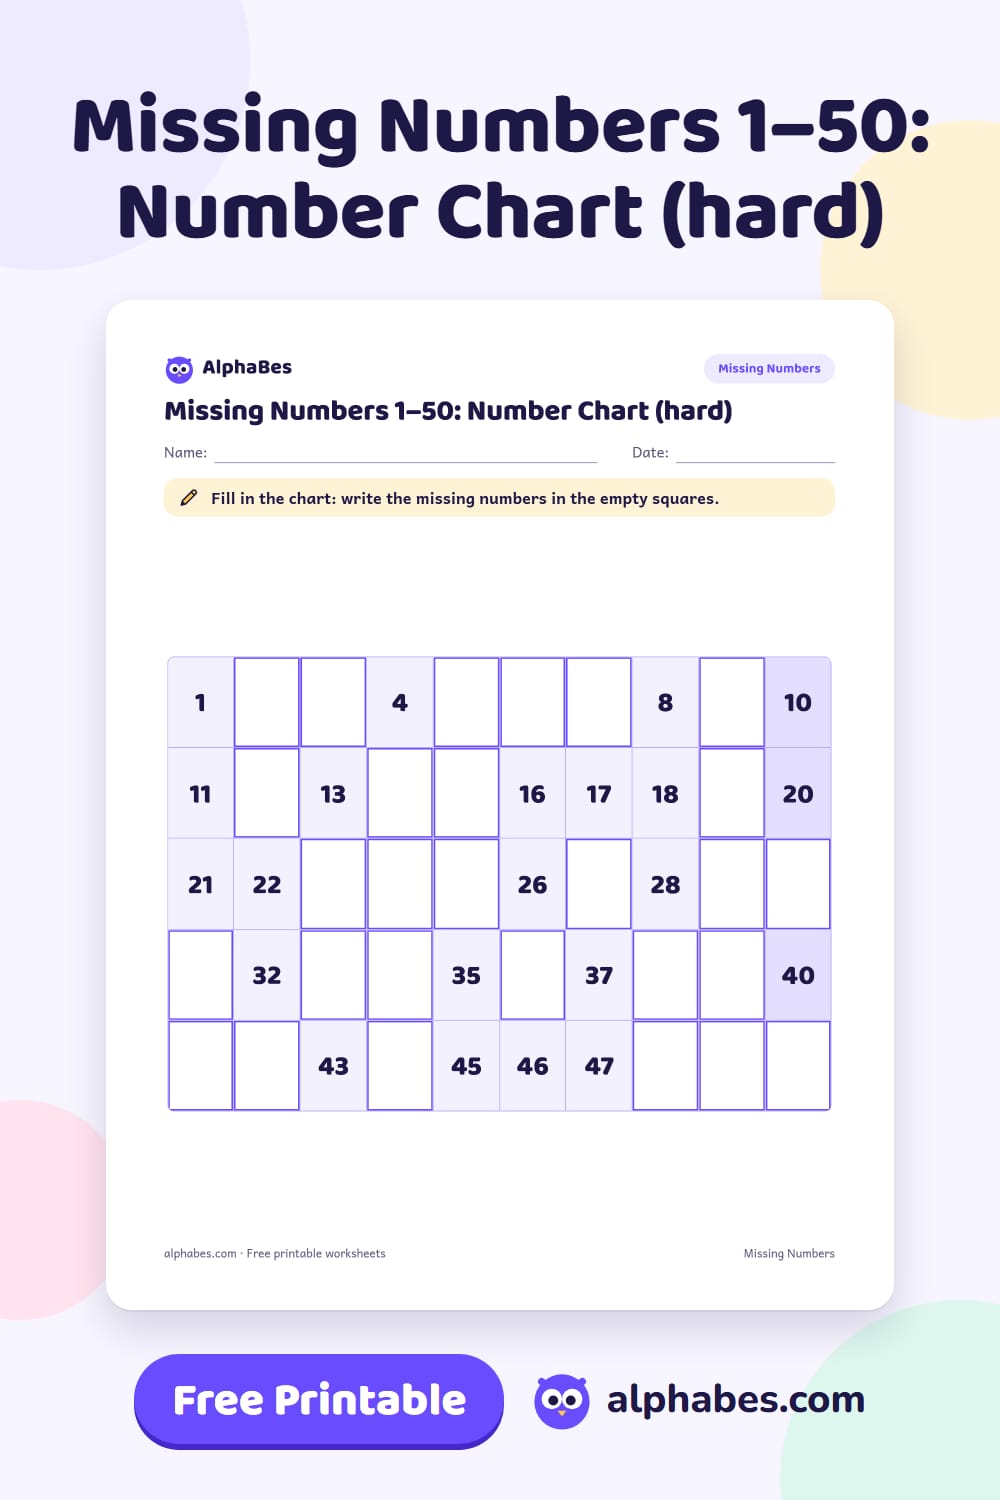 Missing Numbers 1–50:
Number Chart (hard)
AlphaBes
Missing Numbers
Missing Numbers 1–50: Number Chart (hard)
Name:
Date:
Fill in the chart: write the missing numbers in the empty squares.
1 4 8 10
11 13 16 17 18 20
21 22 26 28
32 35 37 40
43 45 46 47
alphabes.com · Free printable worksheets
Missing Numbers
Free Printable
alphabes.com